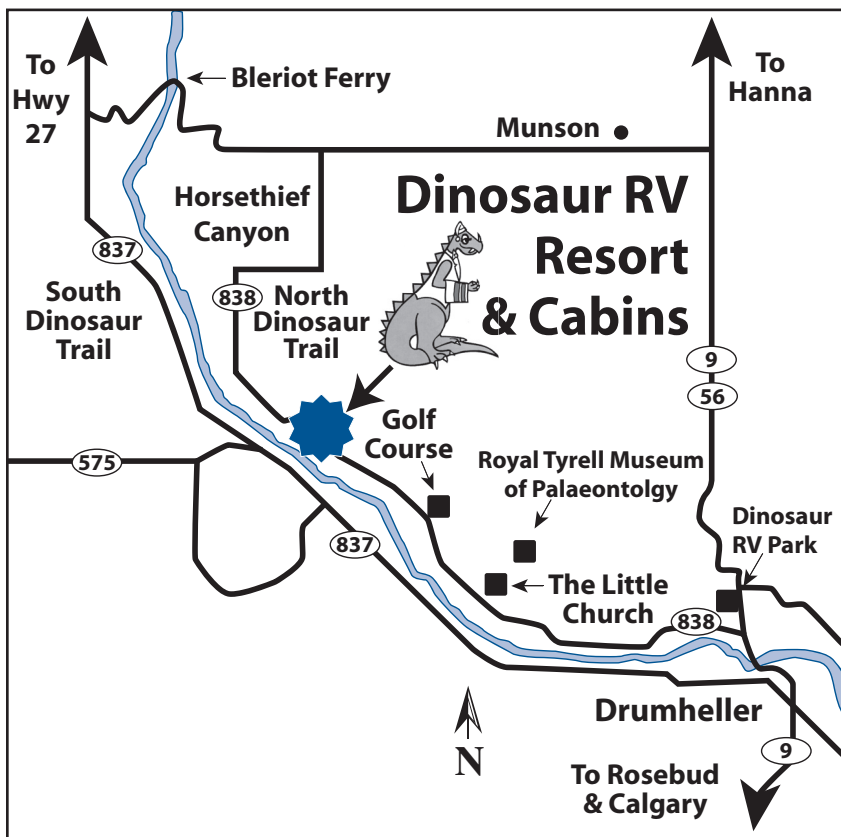 To
Hwy
27
Bleriot Ferry
To
Hanna
Munson
Horsethief
Canyon
Dinosaur RV
Resort
& Cabins
837
South
Dinosaur
Trail
838
North
Dinosaur
Trail
9
56
Golf
Course
575
Royal Tyrell Museum
of Palaeontolgy
Dinosaur
RV Park
837
The Little
Church
838
Drumheller
N
9
To Rosebud
& Calgary